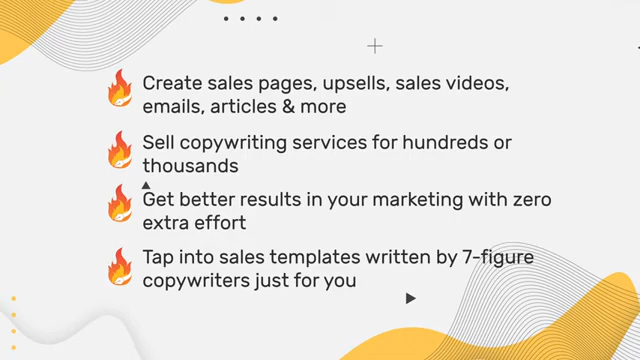 Create sales pages, upsells, sales videos,
emails, articles & more
Sell copywriting services for hundreds or
thousands
Get better results in your marketing with zero
extra effort
Tap into sales templates written by 7-figure
copywriters just for you